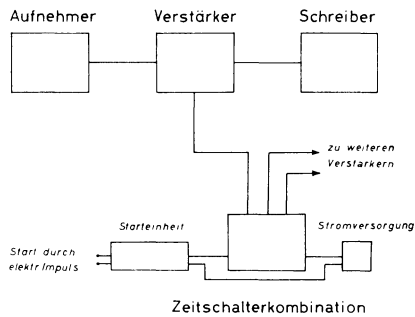 Aufnehmer Verstärker Schreiber
zu weiteren
Verstarkern
Starteinheit Stromversorgung
Start durch
elektr Impuls
Zeitschalterkombination